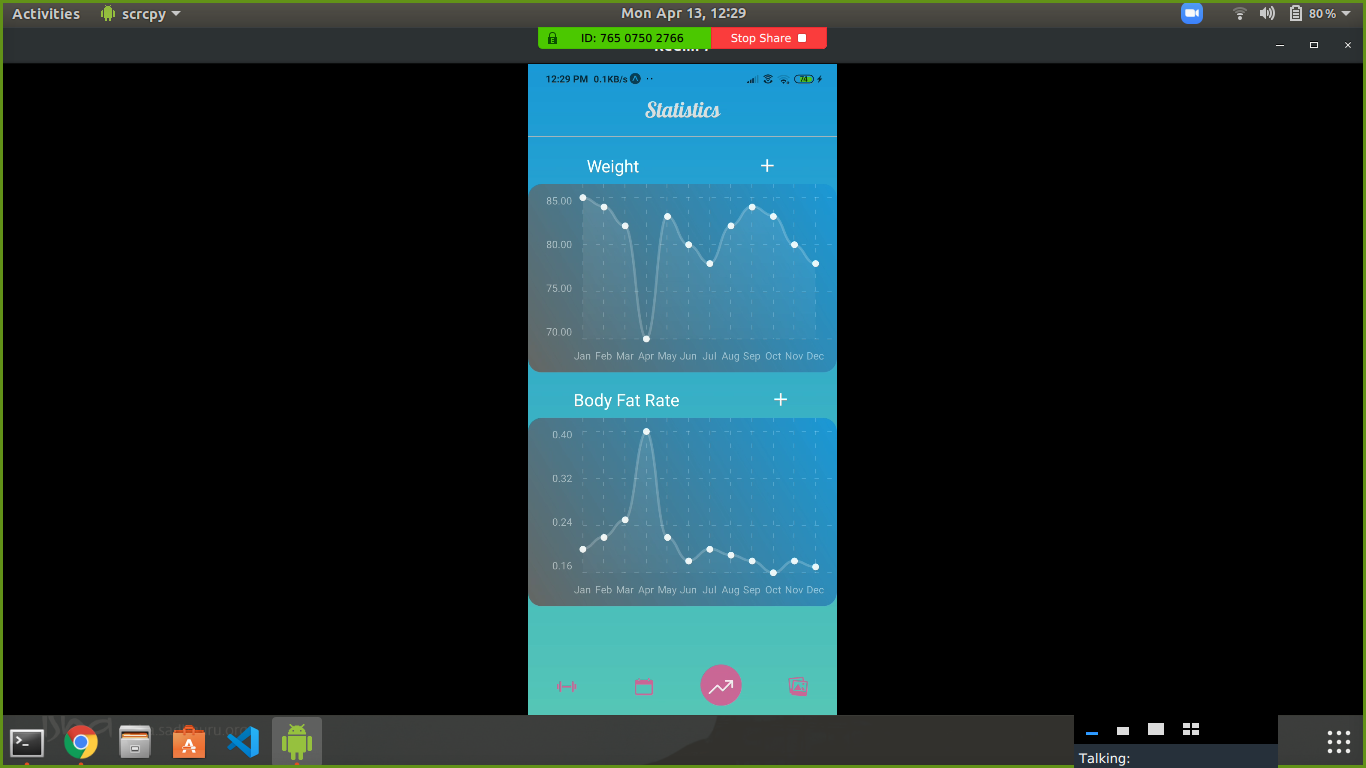 Activities scrcpy Mon Apr 13, 12:29 80%
ID: 765 0750 2766 Stop Share
12:29 PM 0.1KB/s 74
Statistics
Weight +
85.00
80.00
75.00
70.00
Jan Feb Mar Apr May Jun Jul Aug Sep Oct Nov Dec
Body Fat Rate +
0.40
0.32
0.24
0.16
Jan Feb Mar Apr May Jun Jul Aug Sep Oct Nov Dec
Talking: